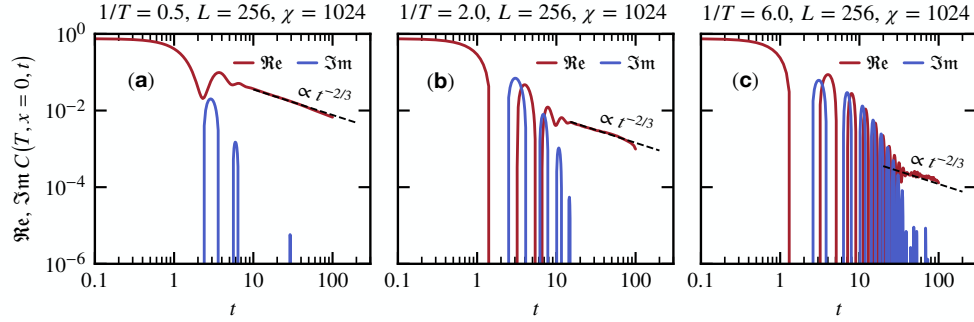 1/T = 0.5, L = 256, χ = 1024
1/T = 2.0, L = 256, χ = 1024
1/T = 6.0, L = 256, χ = 1024
ℜe, ℑm C(T, x = 0, t)
10^0
10^{-2}
10^{-4}
10^{-6}
(a)
ℜe ℑm
∝ t^{-2/3}
(b)
ℜe ℑm
∝ t^{-2/3}
(c)
ℜe ℑm
∝ t^{-2/3}
0.1 1 10 100
0.1 1 10 100
0.1 1 10 100
t
t
t